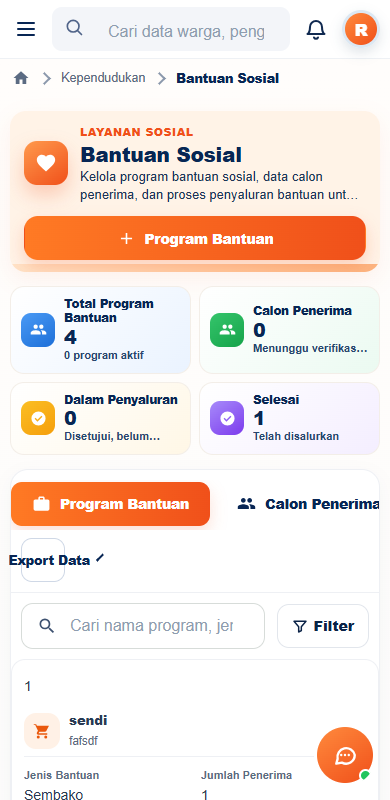 Cari data warga, peng
R
Kependudukan
Bantuan Sosial
LAYANAN SOSIAL
Bantuan Sosial
Kelola program bantuan sosial, data calon
penerima, dan proses penyaluran bantuan unt...
+ Program Bantuan
Total Program
Bantuan
4
0 program aktif
Calon Penerima
0
Menunggu verifikas...
Dalam Penyaluran
0
Disetujui, belum...
Selesai
1
Telah disalurkan
Program Bantuan
Calon Penerima
Export Data
Cari nama program, jer
Filter
1
sendi
fafsdf
Jenis Bantuan
Jumlah Penerima
Sembako
1